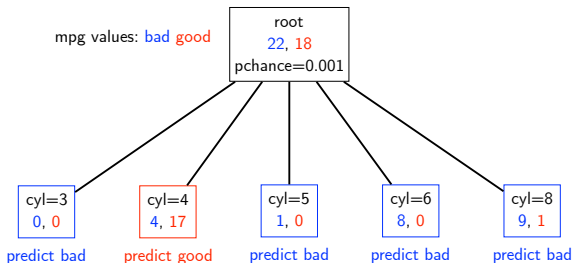 mpg values: bad good
root
22, 18
pchance=0.001
cyl=3
0, 0
predict bad
cyl=4
4, 17
predict good
cyl=5
1, 0
predict bad
cyl=6
8, 0
predict bad
cyl=8
9, 1
predict bad